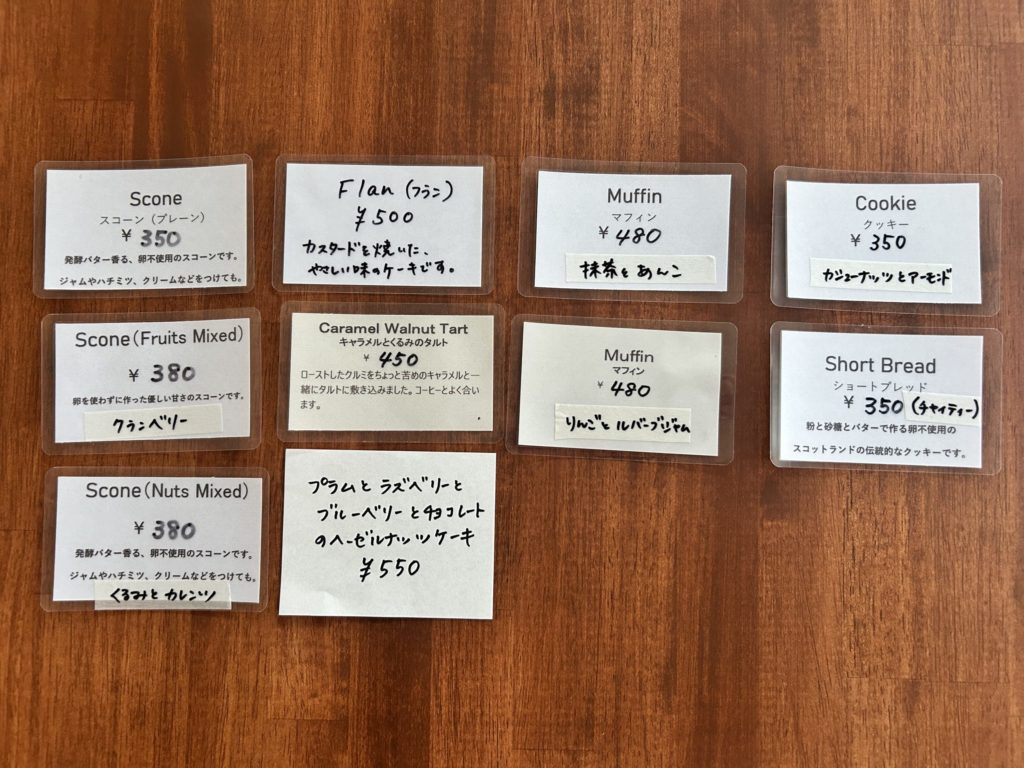 Scone
スコーン（プレーン）
¥ 350
発酵バター香る、卵不使用のスコーンです。
ジャムやハチミツ、クリームなどをつけても。
Flan (フラン)
¥500
カスタードを焼いた、
やさしい味のケーキです。
Muffin
マフィン
¥ 480
抹茶とあんこ
Cookie
クッキー
¥ 350
カシューナッツとアーモンド
Scone(Fruits Mixed)
¥ 380
卵を使わずに作った優しい甘さのスコーンです。
クランベリー
Caramel Walnut Tart
キャラメルとくるみのタルト
¥ 450
ローストしたクルミをちょっと苦めのキャラメルと一
緒にタルトに敷き込みました。コーヒーとよく合い
ます。
Muffin
マフィン
¥ 480
りんごとルバーブジャム
Short Bread
ショートブレッド
¥ 350 (チャイティー)
粉と砂糖とバターで作る卵不使用の
スコットランドの伝統的なクッキーです。
Scone(Nuts Mixed)
¥ 380
発酵バター香る、卵不使用のスコーンです。
ジャムやハチミツ、クリームなどをつけても。
くるみとカレンツ
プラムとラズベリーと
ブルーベリーとチョコレート
のヘーゼルナッツケーキ
¥550